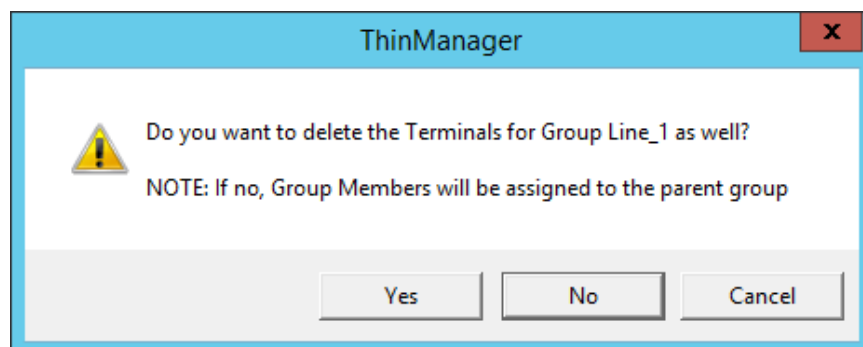 ThinManager
x
Do you want to delete the Terminals for Group Line_1 as well?
NOTE: If no, Group Members will be assigned to the parent group
Yes No Cancel